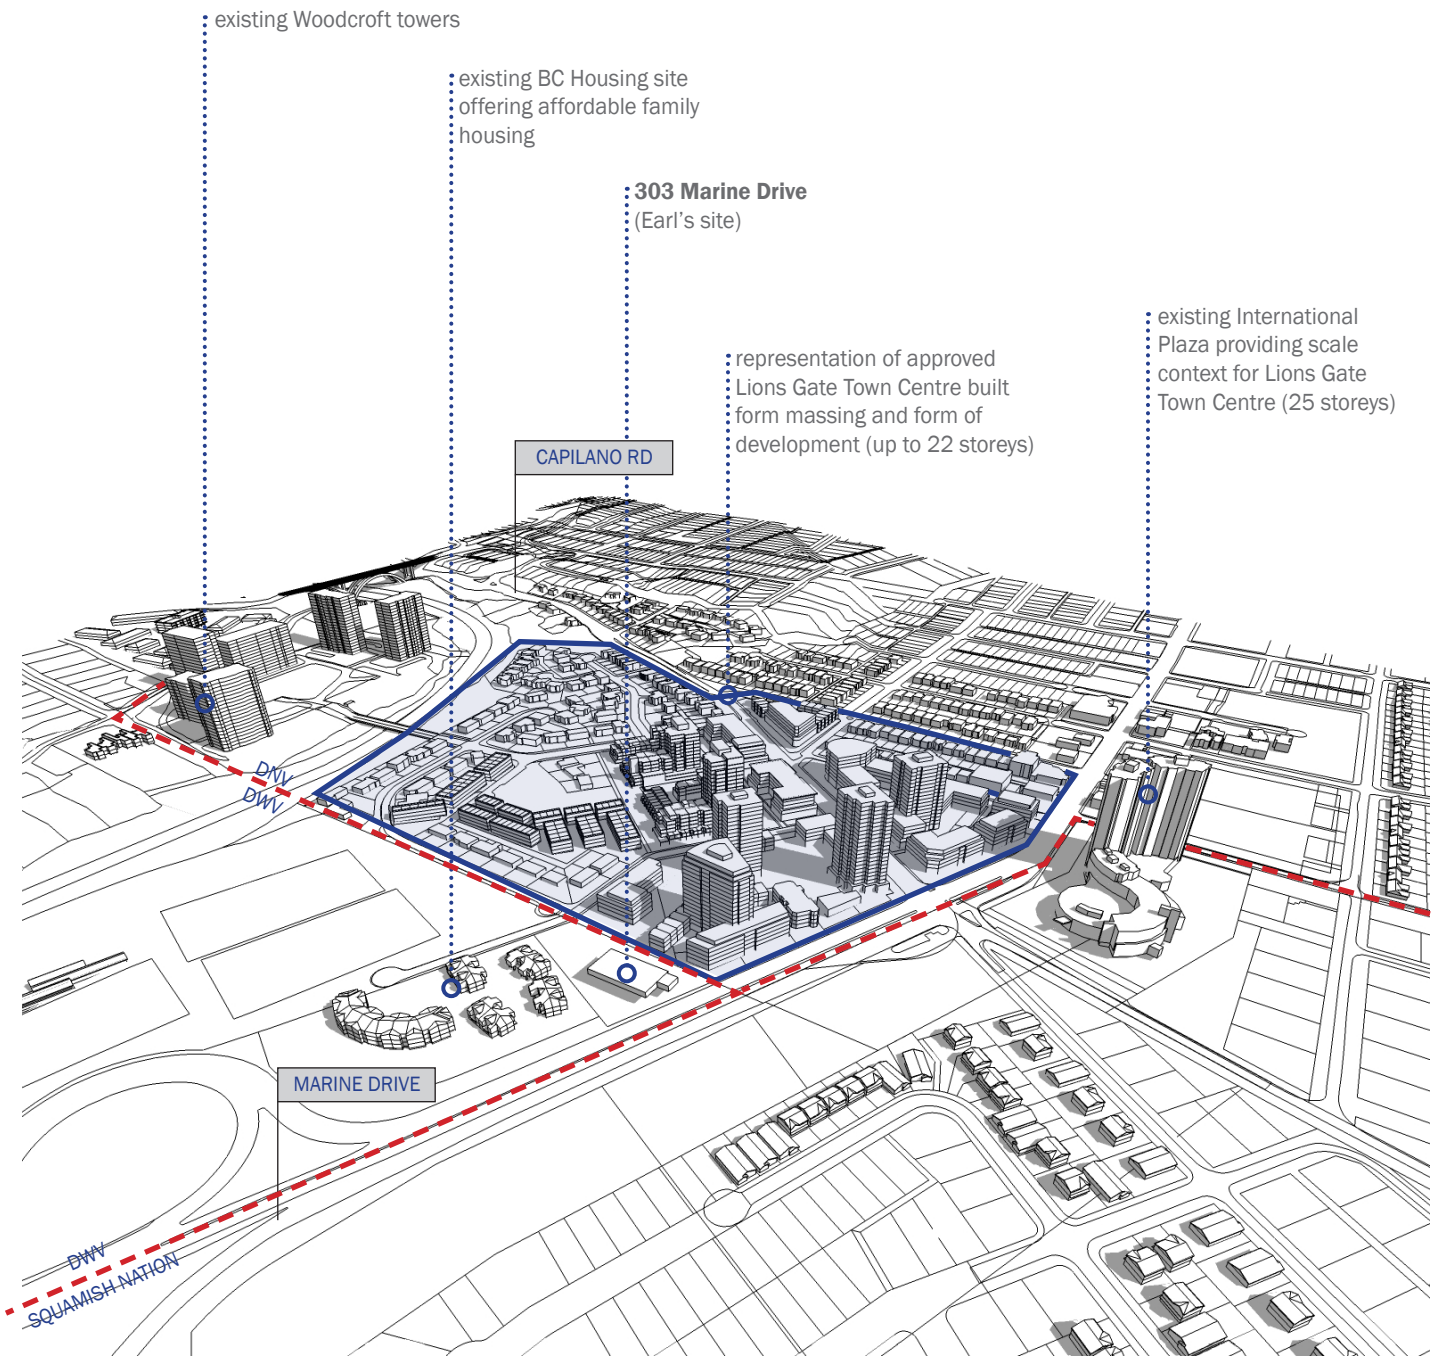 existing Woodcroft towers
existing BC Housing site
offering affordable family
housing
303 Marine Drive
(Earl's site)
existing International
Plaza providing scale
context for Lions Gate
Town Centre (25 storeys)
representation of approved
Lions Gate Town Centre built
form massing and form of
development (up to 22 storeys)
CAPILANO RD
DNV
DWV
MARINE DRIVE
DWV
SQUAMISH NATION